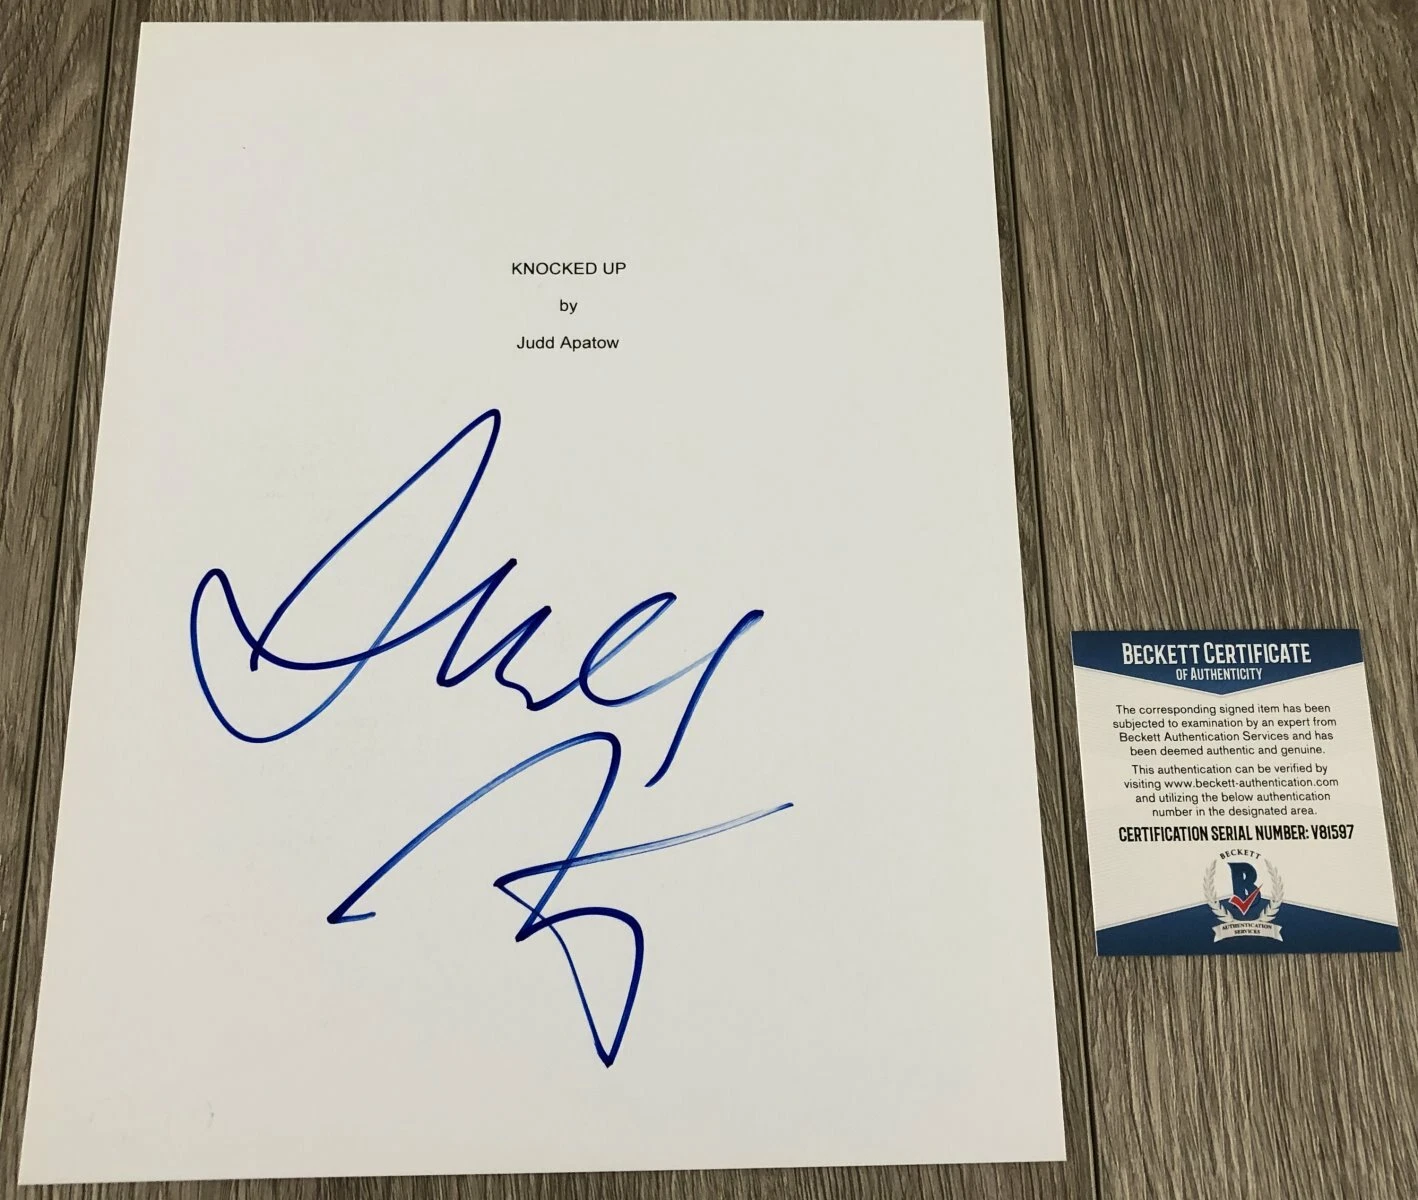 KNOCKED UP
by
Judd Apatow
BECKETT CERTIFICATE
OF AUTHENTICITY
The corresponding signed item has been
subjected to examination by an expert from
Beckett Authentication Services and has
been deemed authentic and genuine.
This authentication can be verified by
visiting www.beckett-authentication.com
and utilizing the below authentication
number in the designated area.
CERTIFICATION SERIAL NUMBER: V81597
BECKETT
B
AUTHENTICATION
SERVICES